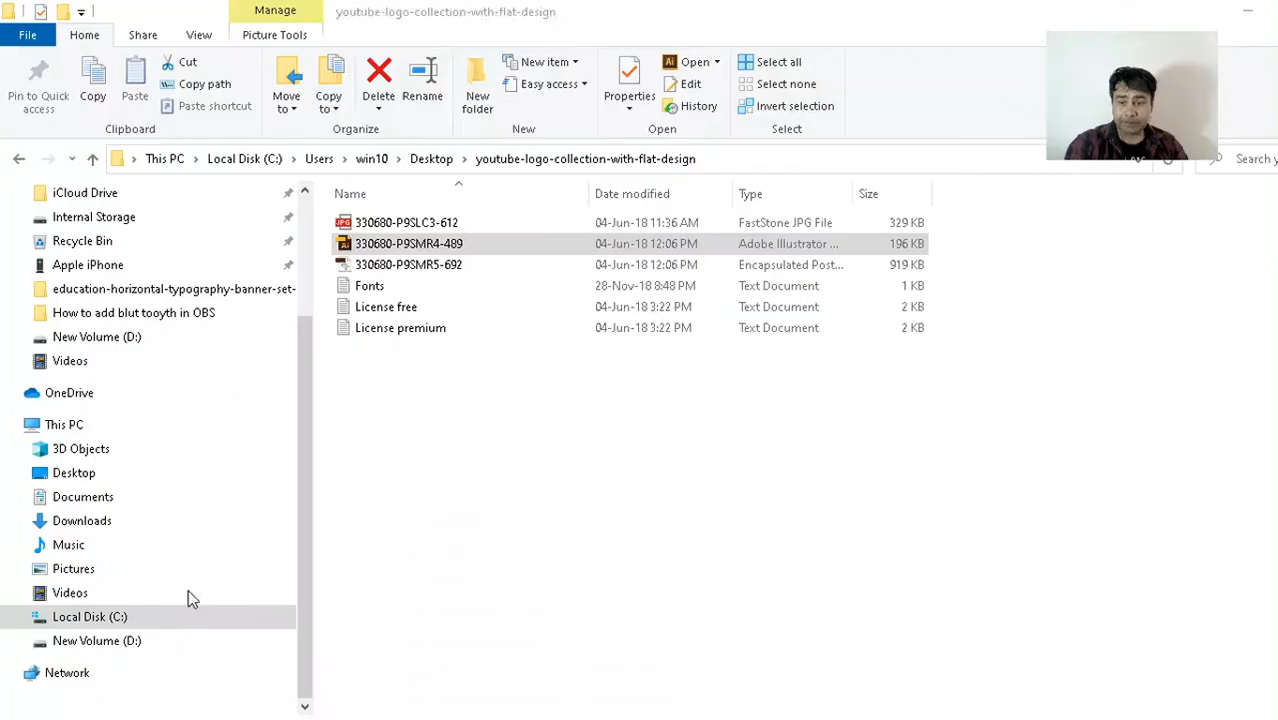 Manage youtube-logo-collection-with-flat-design
File Home Share View Picture Tools
Pin to Quick access
Copy
Paste
Cut
Copy path
Paste shortcut
Clipboard
Move to
Copy to
Delete
Rename
Organize
New folder
New item
Easy access
New
Properties
Open
Edit
History
Open
Select all
Select none
Invert selection
Select
This PC Local Disk (C:) Users win10 Desktop youtube-logo-collection-with-flat-design Search y
iCloud Drive
Internal Storage
Recycle Bin
Apple iPhone
education-horizontal-typography-banner-set-
How to add blut tooyth in OBS
New Volume (D:)
Videos
OneDrive
This PC
3D Objects
Desktop
Documents
Downloads
Music
Pictures
Videos
Local Disk (C:)
New Volume (D:)
Network
Name Date modified Type Size
JPG 330680-P9SLC3-612 04-Jun-18 11:36 AM FastStone JPG File 329 KB
Ai 330680-P9SMR4-489 04-Jun-18 12:06 PM Adobe Illustrator ... 196 KB
330680-P9SMR5-692 04-Jun-18 12:06 PM Encapsulated Post... 919 KB
Fonts 28-Nov-18 8:48 PM Text Document 1 KB
License free 04-Jun-18 3:22 PM Text Document 2 KB
License premium 04-Jun-18 3:22 PM Text Document 2 KB